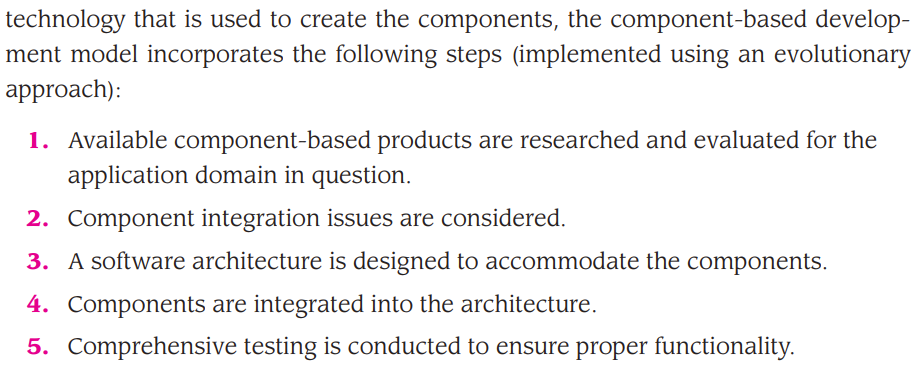 technology that is used to create the components, the component-based develop-
ment model incorporates the following steps (implemented using an evolutionary
approach):
1. Available component-based products are researched and evaluated for the
application domain in question.
2. Component integration issues are considered.
3. A software architecture is designed to accommodate the components.
4. Components are integrated into the architecture.
5. Comprehensive testing is conducted to ensure proper functionality.